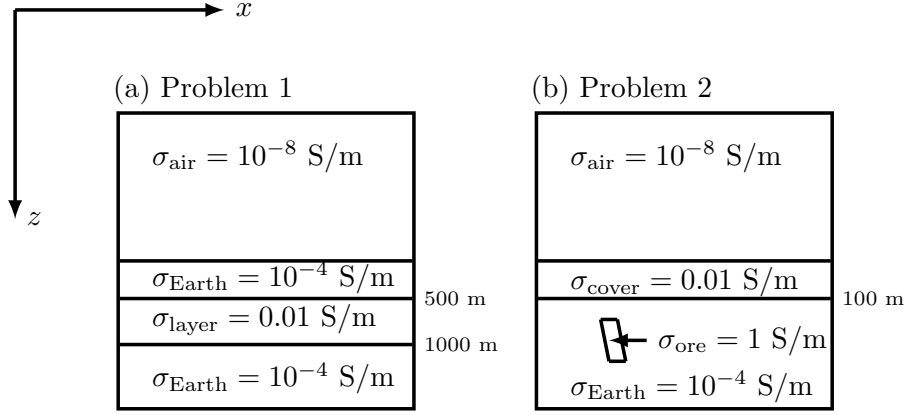 x
z
(a) Problem 1
σ_air = 10⁻⁸ S/m
σ_Earth = 10⁻⁴ S/m
500 m
σ_layer = 0.01 S/m
1000 m
σ_Earth = 10⁻⁴ S/m
(b) Problem 2
σ_air = 10⁻⁸ S/m
σ_cover = 0.01 S/m
100 m
σ_ore = 1 S/m
σ_Earth = 10⁻⁴ S/m